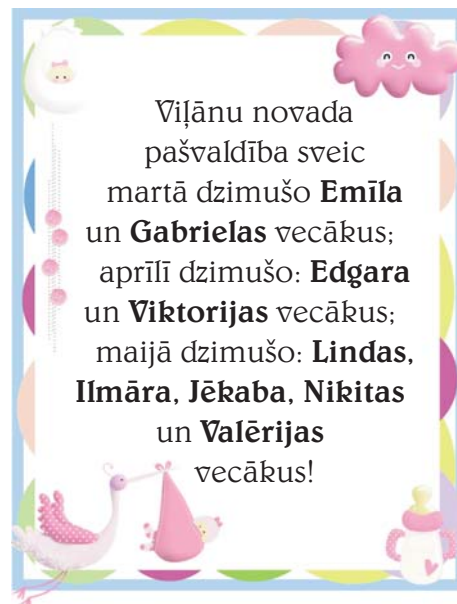 Viļānu novada
pašvaldība sveic
martā dzimušo Emīla
un Gabrielas vecākus;
aprīlī dzimušo: Edgara
un Viktorijas vecākus;
maijā dzimušo: Lindas,
Ilmāra, Jēkaba, Nikitas
un Valērijas
vecākus!